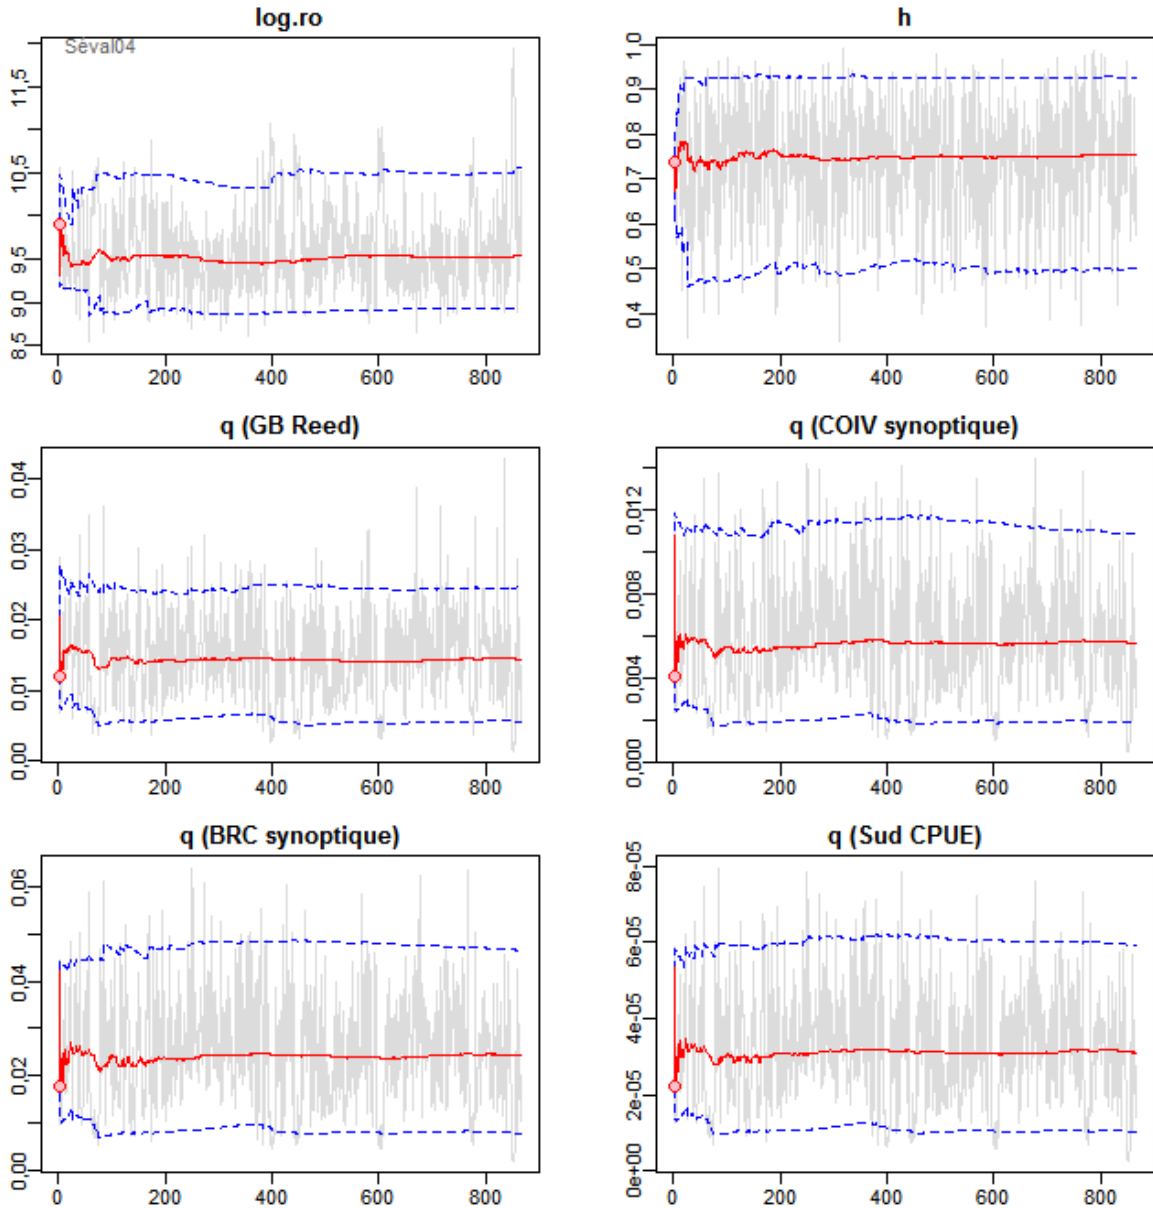 log.ro
Séval04
11,5
10,5
9,5
9,0
8,5
0 200 400 600 800
h
1,0
0,9
0,8
0,7
0,6
0,5
0,4
0 200 400 600 800
q (GB Reed)
0,04
0,03
0,02
0,01
0,00
0 200 400 600 800
q (COIV synoptique)
0,012
0,008
0,004
0,000
0 200 400 600 800
q (BRC synoptique)
0,06
0,04
0,02
0,00
0 200 400 600 800
q (Sud CPUE)
8e-05
6e-05
4e-05
2e-05
0e+00
0 200 400 600 800